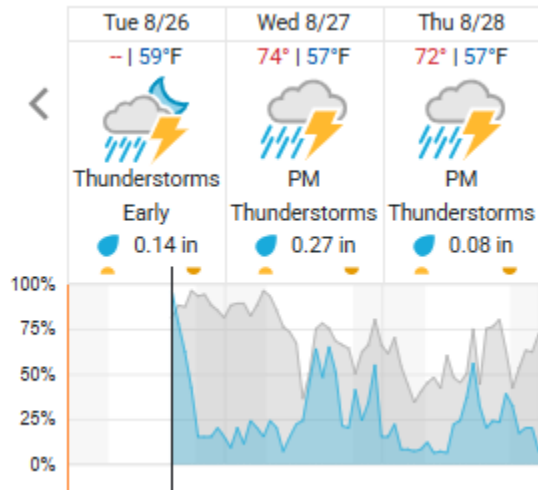 Tue 8/26 Wed 8/27 Thu 8/28
-- | 59°F 74° | 57°F 72° | 57°F
Thunderstorms PM PM
Early Thunderstorms Thunderstorms
0.14 in 0.27 in 0.08 in
100%
75%
50%
25%
0%